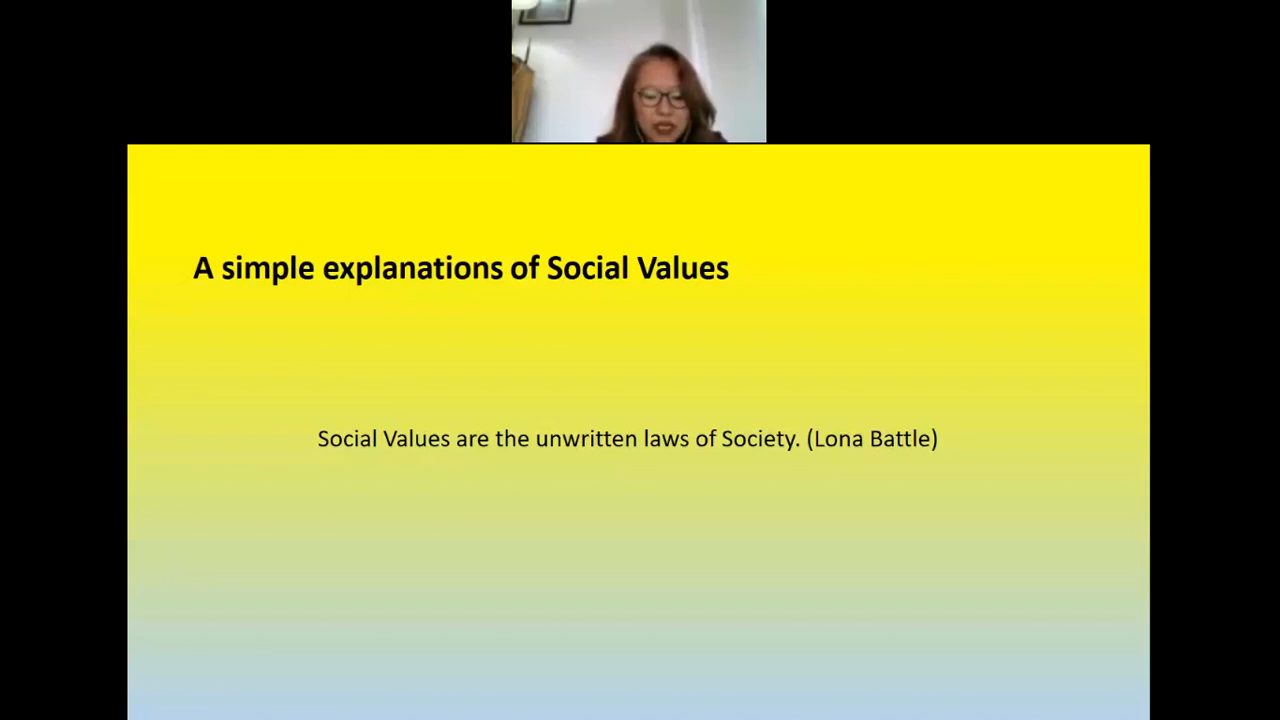 A simple explanations of Social Values
Social Values are the unwritten laws of Society. (Lona Battle)